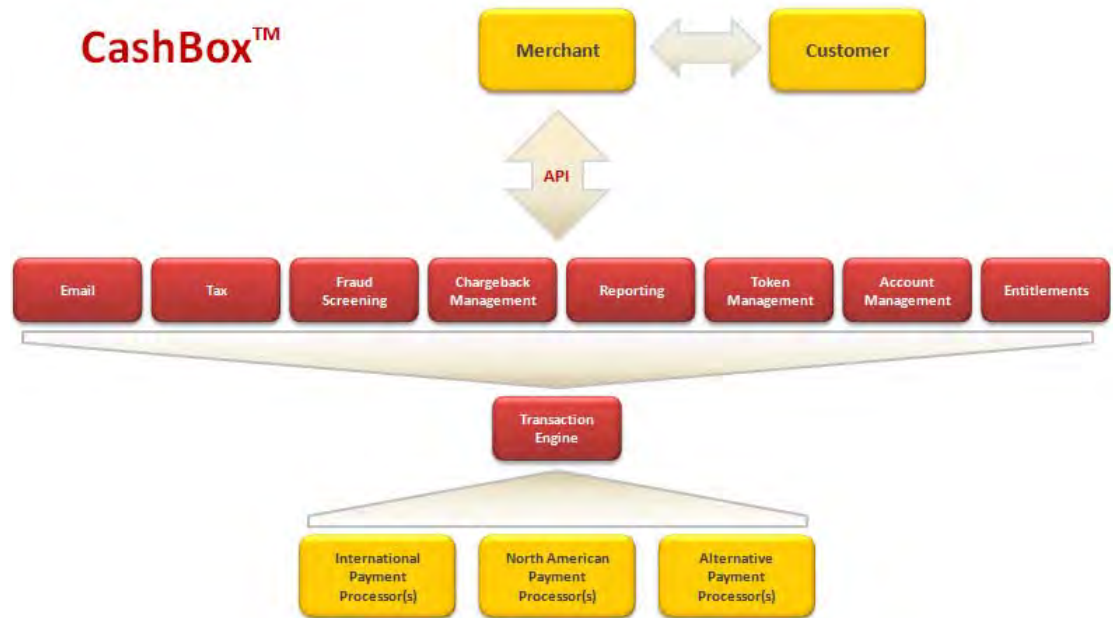 CashBox™
Merchant
Customer
API
Email
Tax
Fraud
Screening
Chargeback
Management
Reporting
Token
Management
Account
Management
Entitlements
Transaction
Engine
International
Payment
Processor(s)
North American
Payment
Processor(s)
Alternative
Payment
Processor(s)